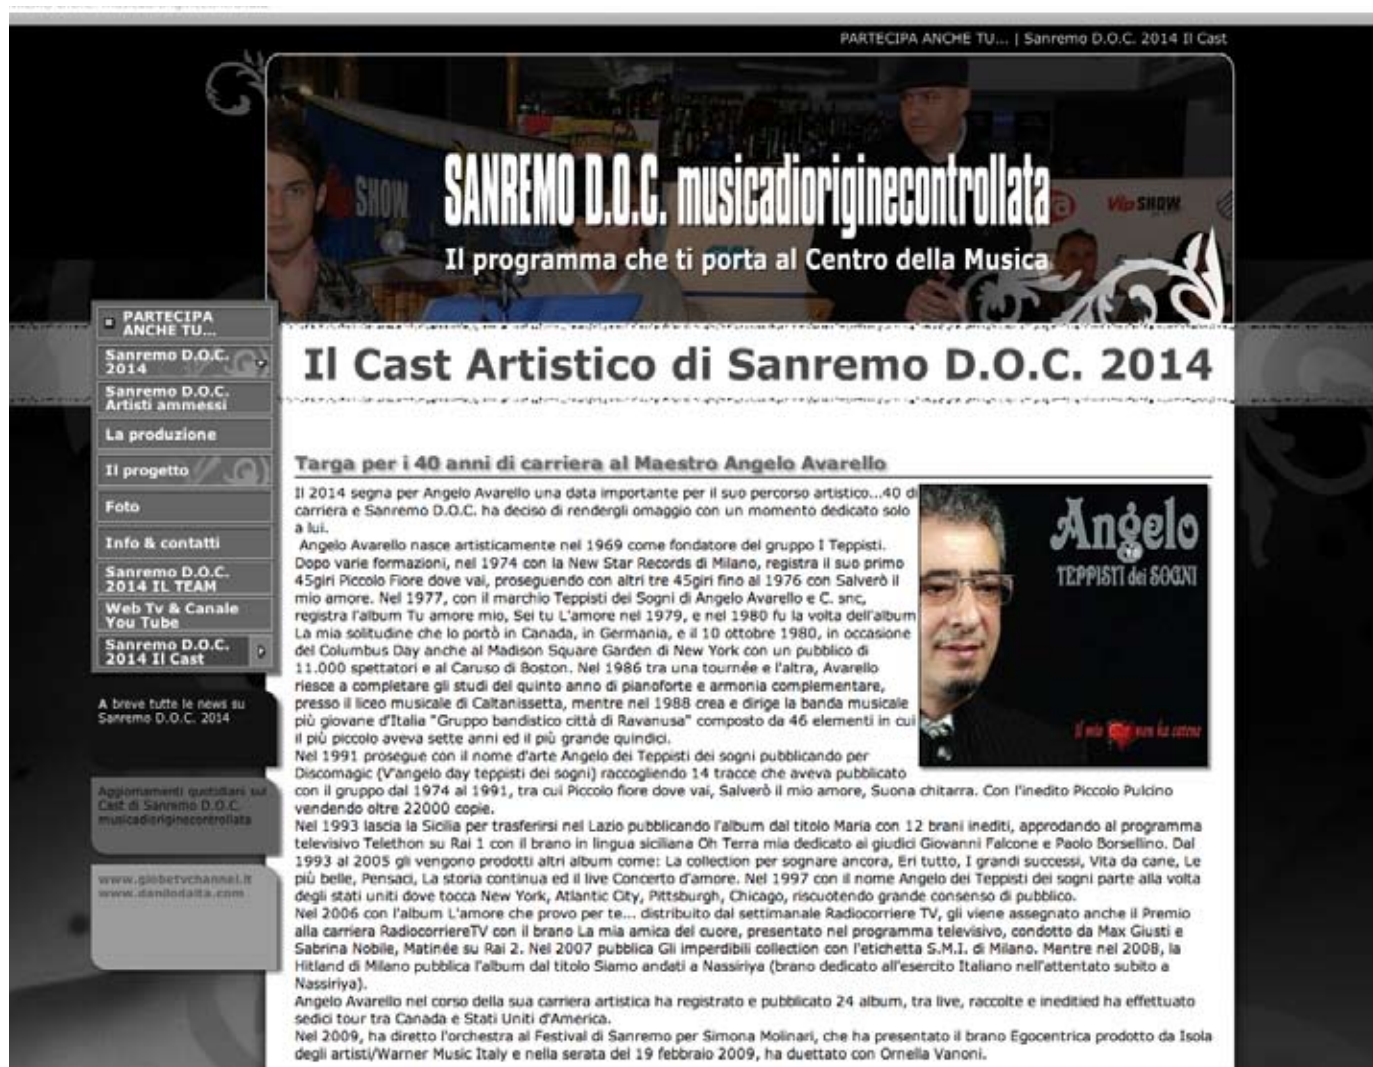 PARTECIPA ANCHE TU... | Sanremo D.O.C. 2014 Il Cast
SHOW
Vip SHOW
SANREMO D.O.C. musicadioriginecontrollata
Il programma che ti porta al Centro della Musica
PARTECIPA
ANCHE TU...
Sanremo D.O.C.
2014
Sanremo D.O.C.
Artisti ammessi
La produzione
Il progetto
Foto
Info & contatti
Sanremo D.O.C.
2014 IL TEAM
Web Tv & Canale
You Tube
Sanremo D.O.C.
2014 Il Cast
A breve tutte le news su
Sanremo D.O.C. 2014
Aggiornamenti quotidiani sul
Cast di Sanremo D.O.C.
musicadioriginecontrollata
www.globetvchannel.it
www.danilodaita.com
Il Cast Artistico di Sanremo D.O.C. 2014
Targa per i 40 anni di carriera al Maestro Angelo Avarello
Il 2014 segna per Angelo Avarello una data importante per il suo percorso artistico...40 di
carriera e Sanremo D.O.C. ha deciso di rendergli omaggio con un momento dedicato solo
a lui.
Angelo Avarello nasce artisticamente nel 1969 come fondatore del gruppo I Teppisti.
Dopo varie formazioni, nel 1974 con la New Star Records di Milano, registra il suo primo
45giri Piccolo Fiore dove vai, proseguendo con altri tre 45giri fino al 1976 con Salverò il
mio amore. Nel 1977, con il marchio Teppisti dei Sogni di Angelo Avarello e C. snc,
registra l'album Tu amore mio, Sei tu L'amore nel 1979, e nel 1980 fu la volta dell'album
La mia solitudine che lo portò in Canada, in Germania, e il 10 ottobre 1980, in occasione
del Columbus Day anche al Madison Square Garden di New York con un pubblico di
11.000 spettatori e al Caruso di Boston. Nel 1986 tra una tournée e l'altra, Avarello
riesce a completare gli studi del quinto anno di pianoforte e armonia complementare,
presso il liceo musicale di Caltanissetta, mentre nel 1988 crea e dirige la banda musicale
più giovane d'Italia "Gruppo bandistico città di Ravanusa" composto da 46 elementi in cui
il più piccolo aveva sette anni ed il più grande quindici.
Nel 1991 prosegue con il nome d'arte Angelo dei Teppisti dei sogni pubblicando per
Discomagic (V'angelo day teppisti dei sogni) raccogliendo 14 tracce che aveva pubblicato
con il gruppo dal 1974 al 1991, tra cui Piccolo fiore dove vai, Salverò il mio amore, Suona chitarra. Con l'inedito Piccolo Pulcino
vendendo oltre 22000 copie.
Nel 1993 lascia la Sicilia per trasferirsi nel Lazio pubblicando l'album dal titolo Maria con 12 brani inediti, approdando al programma
televisivo Telethon su Rai 1 con il brano in lingua siciliana Oh Terra mia dedicato ai giudici Giovanni Falcone e Paolo Borsellino. Dal
1993 al 2005 gli vengono prodotti altri album come: La collection per sognare ancora, Eri tutto, I grandi successi, Vita da cane, Le
più belle, Pensaci, La storia continua ed il live Concerto d'amore. Nel 1997 con il nome Angelo dei Teppisti dei sogni parte alla volta
degli stati uniti dove tocca New York, Atlantic City, Pittsburgh, Chicago, riscuotendo grande consenso di pubblico.
Nel 2006 con l'album L'amore che provo per te... distribuito dal settimanale Radiocorriere TV, gli viene assegnato anche il Premio
alla carriera RadiocorriereTV con il brano La mia amica del cuore, presentato nel programma televisivo, condotto da Max Giusti e
Sabrina Nobile, Matinée su Rai 2. Nel 2007 pubblica Gli imperdibili collection con l'etichetta S.M.I. di Milano. Mentre nel 2008, la
Hitland di Milano pubblica l'album dal titolo Siamo andati a Nassiriya (brano dedicato all'esercito Italiano nell'attentato subito a
Nassiriya).
Angelo Avarello nel corso della sua carriera artistica ha registrato e pubblicato 24 album, tra live, raccolte e ineditied ha effettuato
sedici tour tra Canada e Stati Uniti d'America.
Nel 2009, ha diretto l'orchestra al Festival di Sanremo per Simona Molinari, che ha presentato il brano Egocentrica prodotto da Isola
degli artisti/Warner Music Italy e nella serata del 19 febbraio 2009, ha duettato con Ornella Vanoni.
Angelo
TEPPISTI dei SOGNI
Il mio non ha catene